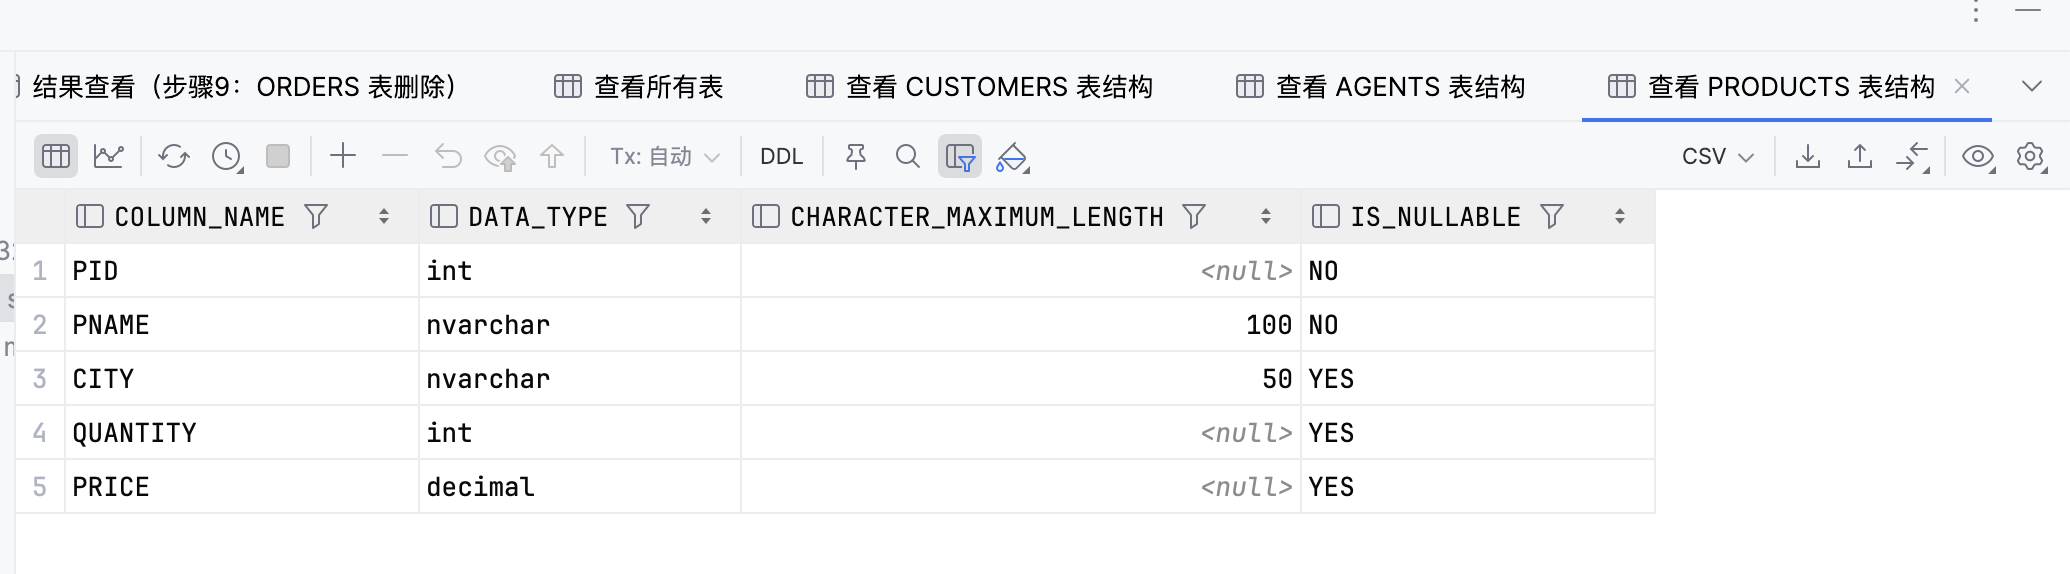 结果查看（步骤9：ORDERS 表删除） 查看所有表 查看 CUSTOMERS 表结构 查看 AGENTS 表结构 查看 PRODUCTS 表结构
Tx: 自动 DDL CSV
COLUMN_NAME DATA_TYPE CHARACTER_MAXIMUM_LENGTH IS_NULLABLE
1 PID int <null> NO
2 PNAME nvarchar 100 NO
3 CITY nvarchar 50 YES
4 QUANTITY int <null> YES
5 PRICE decimal <null> YES